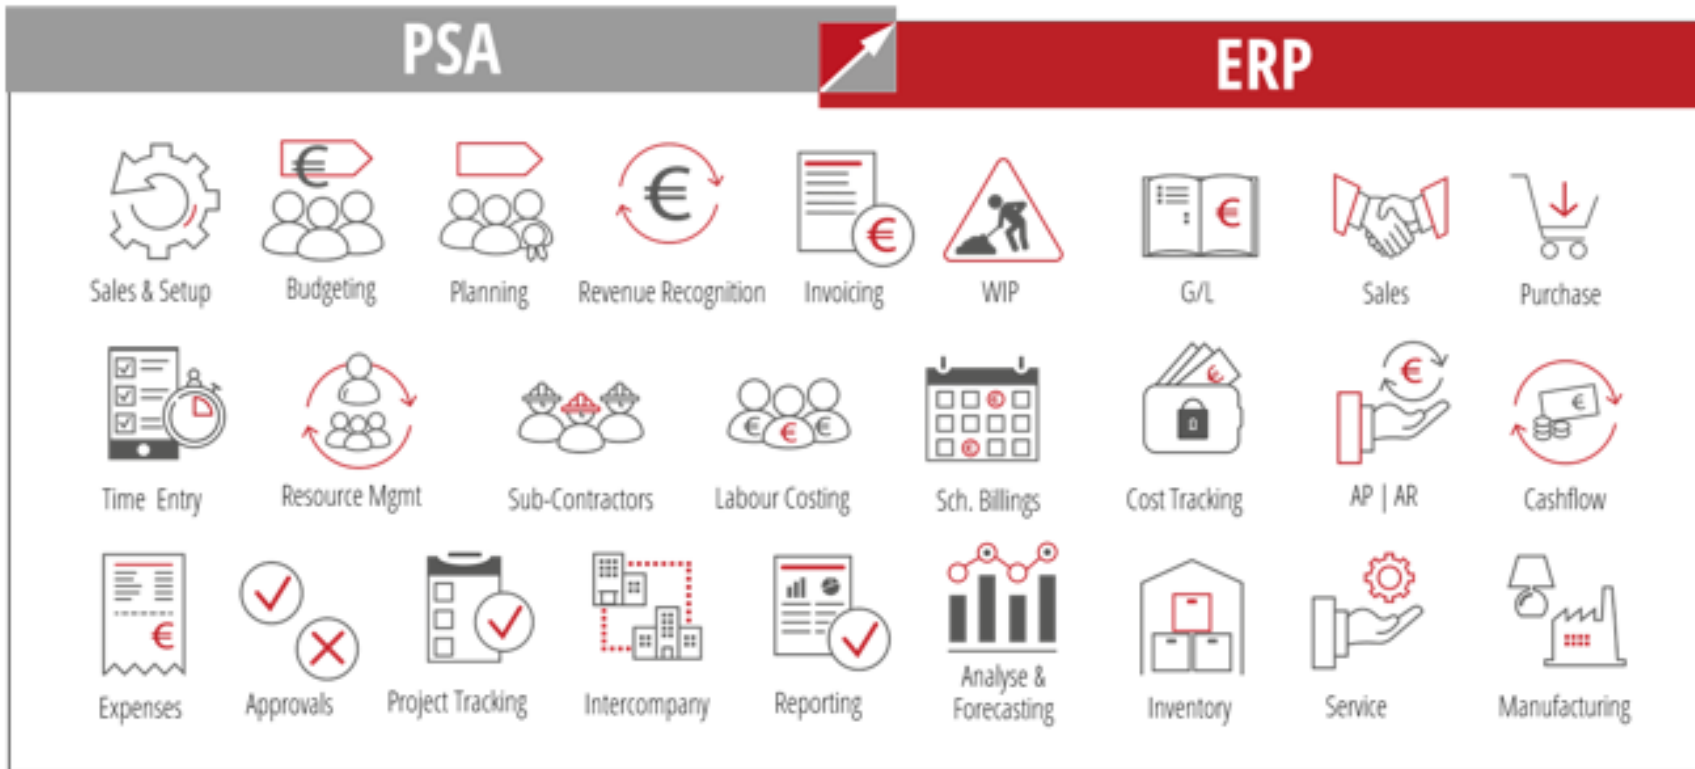 PSA
ERP
Sales & Setup
Budgeting
Planning
Revenue Recognition
Invoicing
WIP
G/L
Sales
Purchase
Time Entry
Resource Mgmt
Sub-Contractors
Labour Costing
Sch. Billings
Cost Tracking
AP | AR
Cashflow
Expenses
Approvals
Project Tracking
Intercompany
Reporting
Analyse &
Forecasting
Inventory
Service
Manufacturing